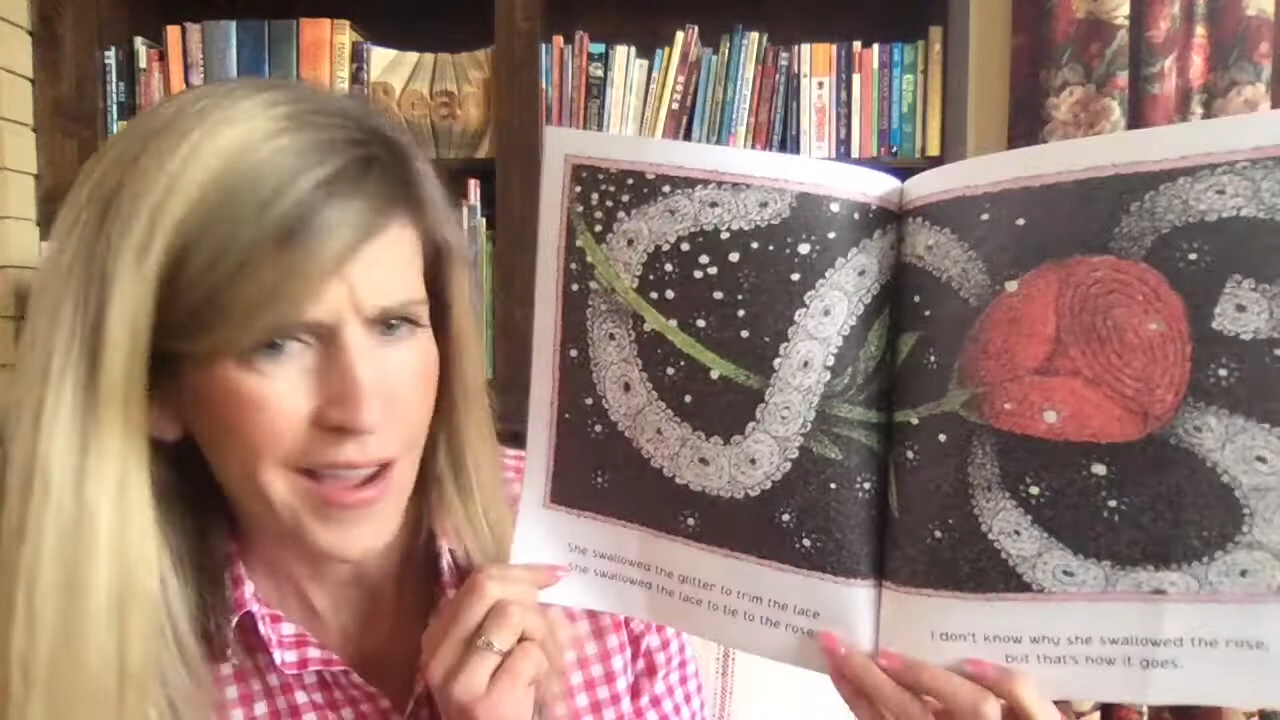 She swallowed the glitter to trim the lace
She swallowed the lace to tie to the rose.
I don't know why she swallowed the rose,
but that's how it goes.
READ